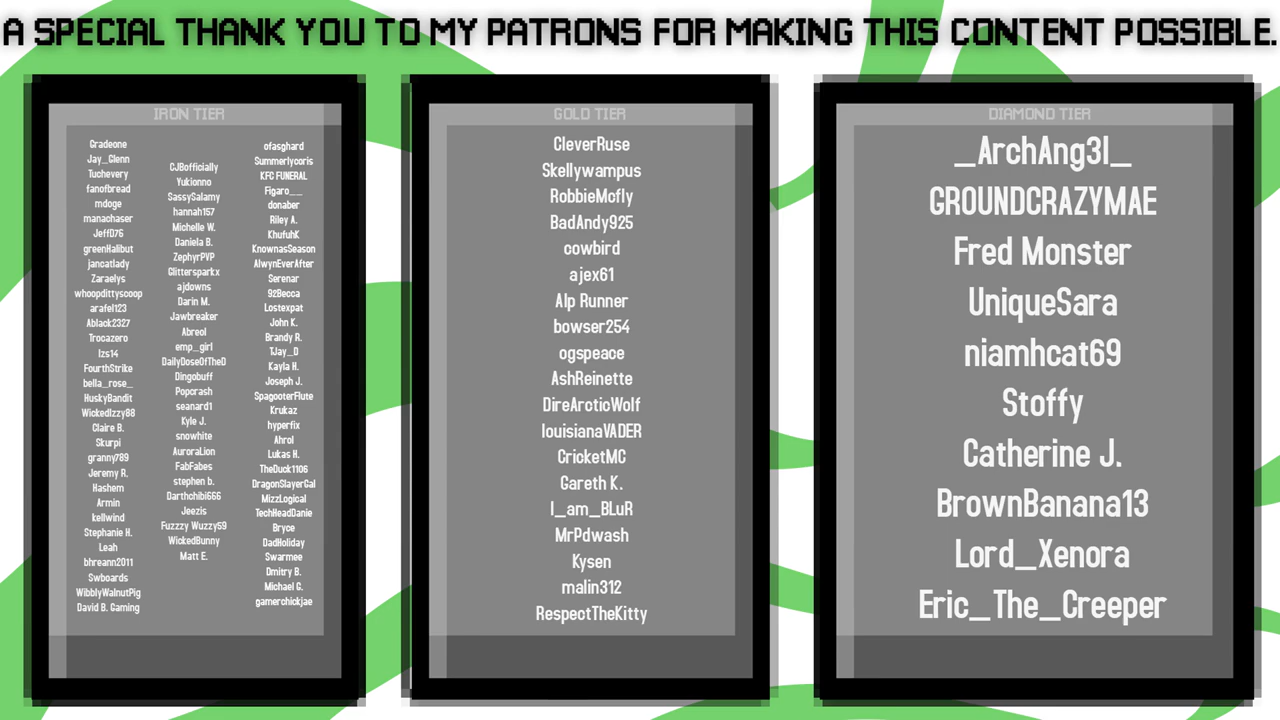 A SPECIAL THANK YOU TO MY PATRONS FOR MAKING THIS CONTENT POSSIBLE.
IRON TIER
Gradeone
Jay_Glenn
Tuchevery
fanofbread
mdoge
manachaser
JeffD76
greenHalibut
jancatlady
Zaraelys
whoopdittyscoop
arafel123
Ablack2327
Trocazero
Izs14
FourthStrike
bella_rose_
HuskyBandit
WickedIzzy88
Claire B.
Skurpi
granny789
Jeremy R.
Hashem
Armin
kellwind
Stephanie H.
Leah
bhreann2011
Swboards
WibblyWalnutPig
David B. Gaming
CJBofficially
Yukionno
SassySalamy
hannah157
Michelle W.
Daniela B.
ZephyrPVP
Glittersparkx
ajdowns
Darin M.
Jawbreaker
Abreol
emp_girl
DailyDoseOfTheD
Dingobuff
Poporash
seanard1
Kyle J.
snowhite
AuroraLion
FabFabes
stephen b.
Darthchibi666
Jeezis
Fuzzzy Wuzzy59
WickedBunny
Matt E.
ofasghard
Summerlycoris
KFC FUNERAL
Figaro__
donaber
Riley A.
KhufuhK
KnownasSeason
AlwynEverAfter
Serenar
92Becca
Lostexpat
John K.
Brandy R.
TJay_D
Kayla H.
Joseph J.
SpagooterFlute
Krukaz
hyperfix
Ahrol
Lukas H.
TheDuck1106
DragonSlayerGal
MizzLogical
TechHeadDanie
Bryce
DadHoliday
Swarmee
Dmitry B.
Michael G.
gamerchickjae
GOLD TIER
CleverRuse
Skellywampus
RobbieMcfly
BadAndy925
cowbird
ajex61
Alp Runner
bowser254
ogspeace
AshReinette
DireArcticWolf
louisianaVADER
CricketMC
Gareth K.
I_am_BLuR
MrPdwash
Kysen
malin312
RespectTheKitty
DIAMOND TIER
_ArchAng3l_
GROUNDCRAZYMAE
Fred Monster
UniqueSara
niamhcat69
Stoffy
Catherine J.
BrownBanana13
Lord_Xenora
Eric_The_Creeper